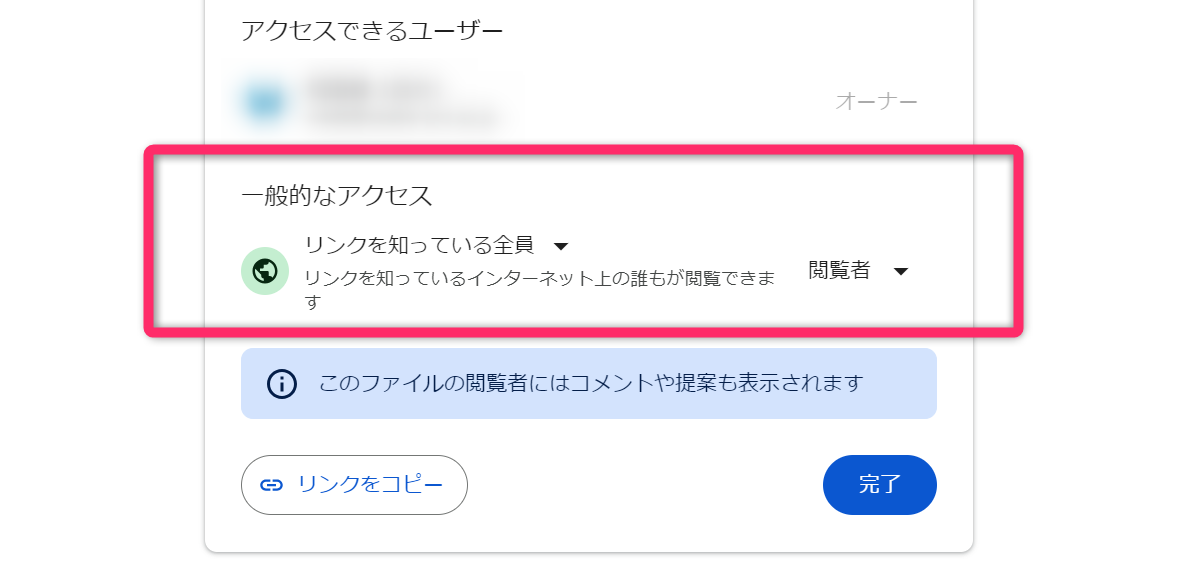 アクセスできるユーザー
オーナー
一般的なアクセス
リンクを知っている全員
リンクを知っているインターネット上の誰もが閲覧できま
す
閲覧者
このファイルの閲覧者にはコメントや提案も表示されます
リンクをコピー
完了